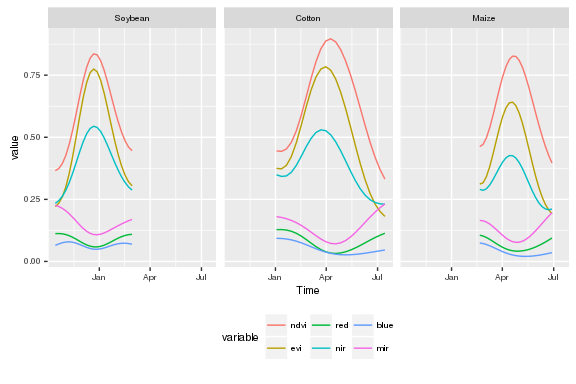 Soybean Cotton Maize
0.75
0.50
0.25
0.00
value
Jan Apr Jul Jan Apr Jul Jan Apr Jul
Time
variable
ndvi red blue
evi nir mir